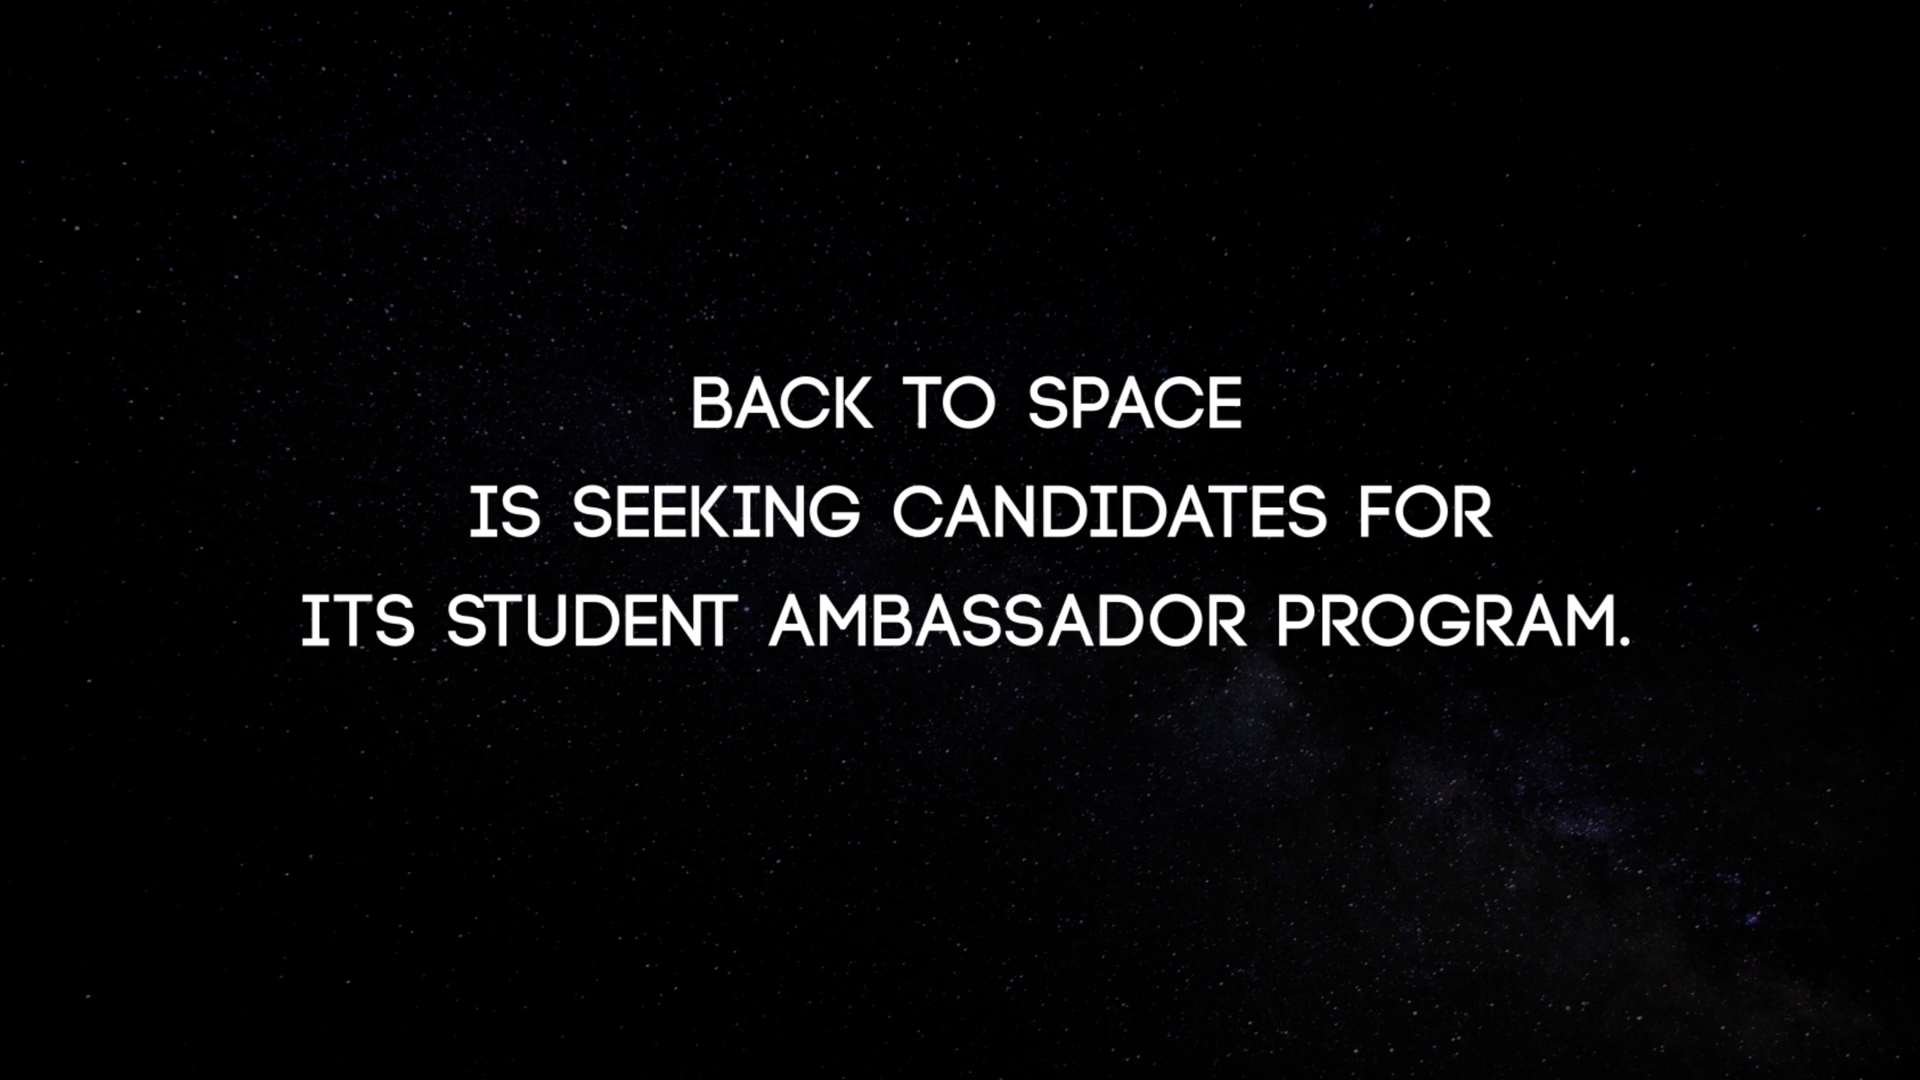 BACK TO SPACE
IS SEEKING CANDIDATES FOR
ITS STUDENT AMBASSADOR PROGRAM.